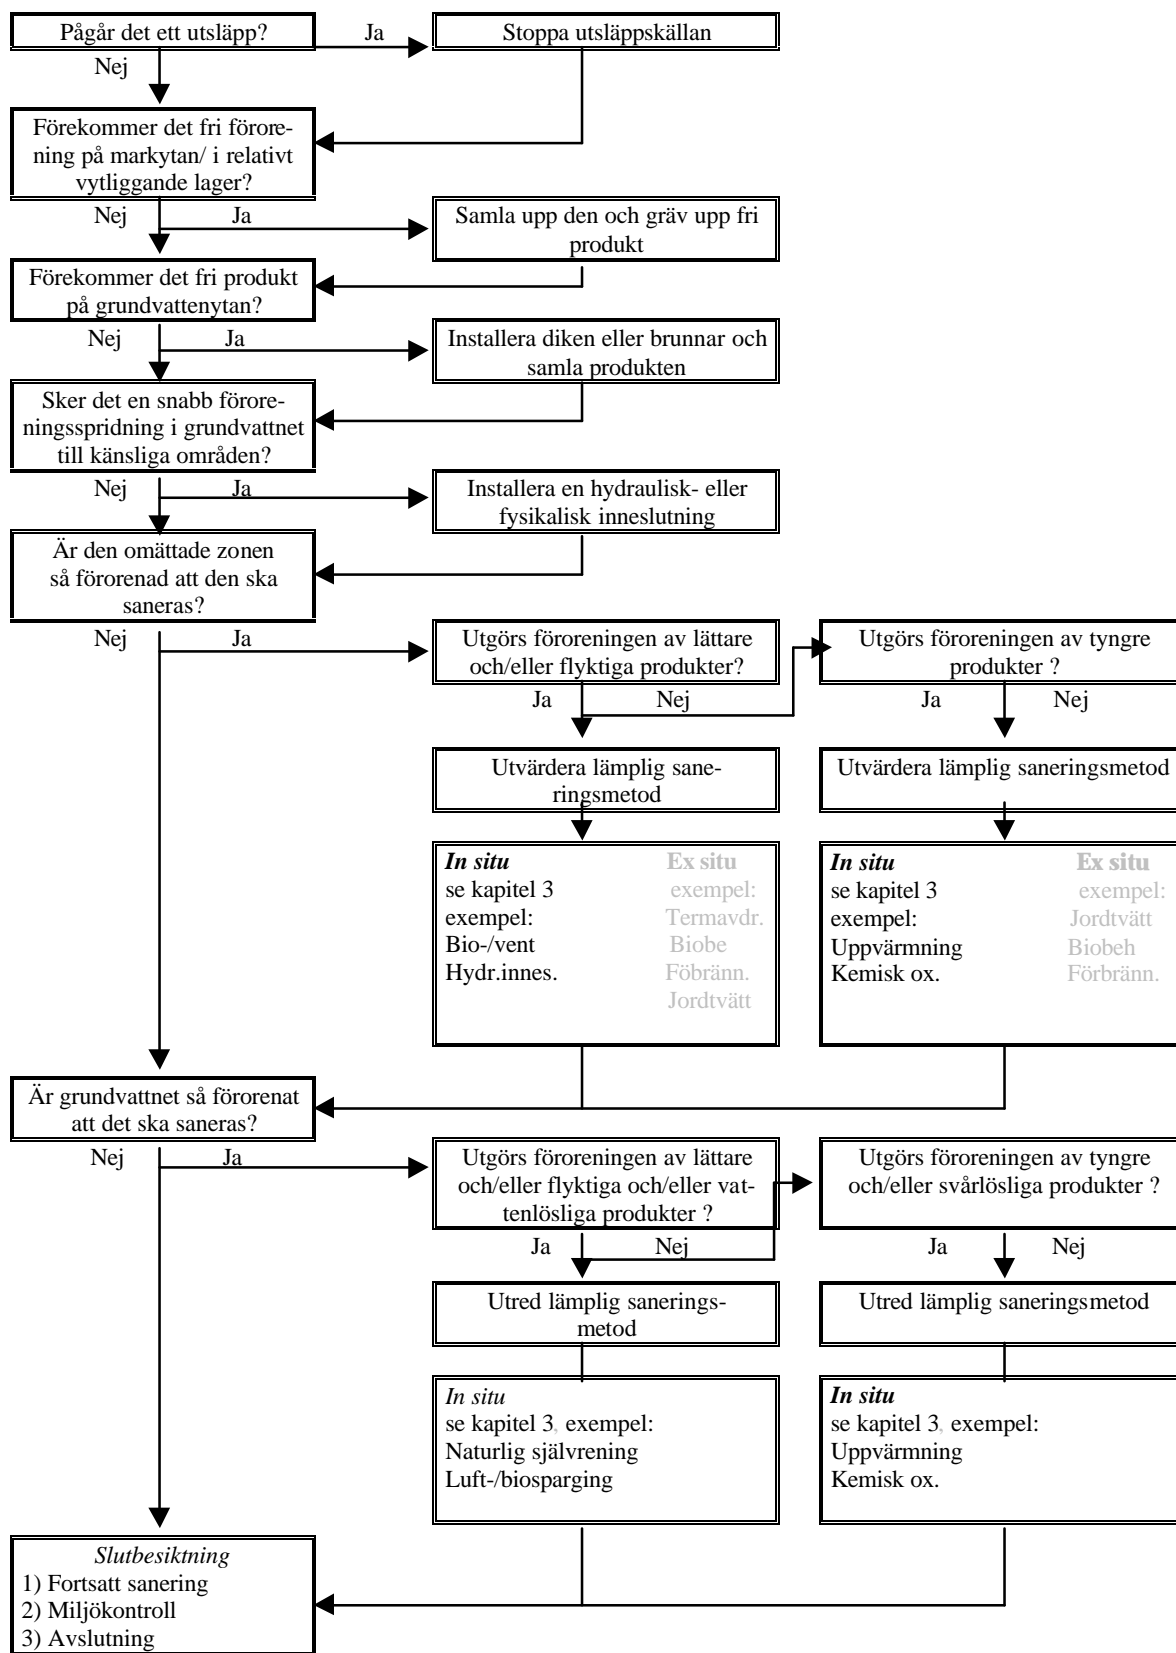 Pågår det ett utsläpp?
Ja
Stoppa utsläppskällan
Nej
Förekommer det fri förore-
ning på markytan/ i relativt
vytliggande lager?
Nej
Ja
Samla upp den och gräv upp fri
produkt
Förekommer det fri produkt
på grundvattenytan?
Nej
Ja
Installera diken eller brunnar och
samla produkten
Sker det en snabb förore-
ningsspridning i grundvattnet
till känsliga områden?
Nej
Ja
Installera en hydraulisk- eller
fysikalisk inneslutning
Är den omättade zonen
så förorenad att den ska
saneras?
Nej
Ja
Utgörs föroreningen av lättare
och/eller flyktiga produkter?
Utgörs föroreningen av tyngre
produkter ?
Ja
Nej
Ja
Nej
Utvärdera lämplig sane-
ringsmetod
Utvärdera lämplig saneringsmetod
In situ
se kapitel 3
exempel:
Bio-/vent
Hydr.innes.
Ex situ
exempel:
Termavdr.
Biobe
Föbränn.
Jordtvätt
In situ
se kapitel 3
exempel:
Uppvärmning
Kemisk ox.
Ex situ
exempel:
Jordtvätt
Biobeh
Förbränn.
Är grundvattnet så förorenat
att det ska saneras?
Nej
Ja
Utgörs föroreningen av lättare
och/eller flyktiga och/eller vat-
tenlösliga produkter ?
Utgörs föroreningen av tyngre
och/eller svårlösliga produkter ?
Ja
Nej
Ja
Nej
Utred lämplig sanerings-
metod
Utred lämplig saneringsmetod
In situ
se kapitel 3, exempel:
Naturlig självrening
Luft-/biosparging
In situ
se kapitel 3, exempel:
Uppvärmning
Kemisk ox.
Slutbesiktning
1) Fortsatt sanering
2) Miljökontroll
3) Avslutning